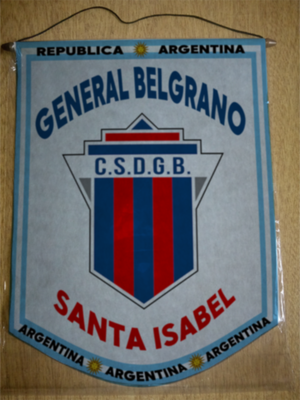 REPUBLICA ARGENTINA
GENERAL BELGRANO
C.S.D.G.B.
SANTA ISABEL
ARGENTINA ARGENTINA ARGENTINA